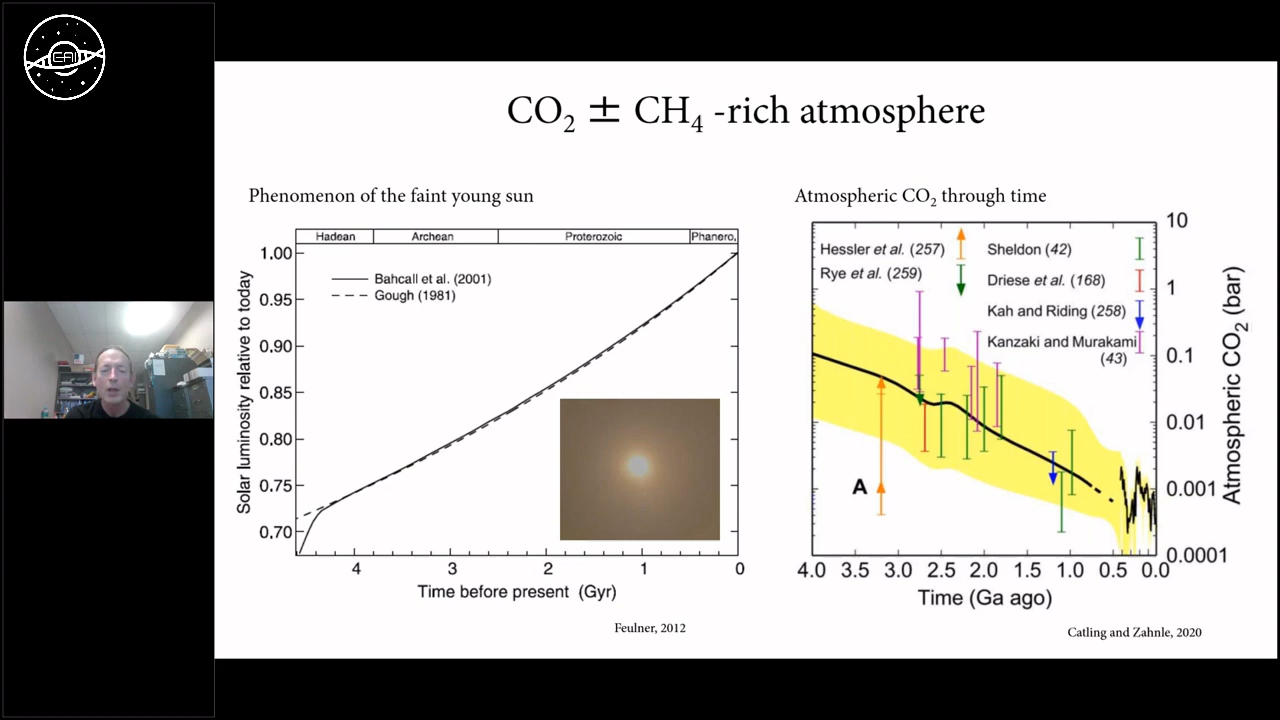 EAI
CO₂ ± CH₄ -rich atmosphere
Phenomenon of the faint young sun
Hadean Archean Proterozoic Phanero.
Solar luminosity relative to today
1.00
0.95
0.90
0.85
0.80
0.75
0.70
Bahcall et al. (2001)
Gough (1981)
4 3 2 1 0
Time before present (Gyr)
Feulner, 2012
Atmospheric CO₂ through time
Hessler et al. (257)
Rye et al. (259)
Sheldon (42)
Driese et al. (168)
Kah and Riding (258)
Kanzaki and Murakami
(43)
A
10
1
0.1
0.01
0.001
0.0001
Atmospheric CO₂ (bar)
4.0 3.5 3.0 2.5 2.0 1.5 1.0 0.5 0.0
Time (Ga ago)
Catling and Zahnle, 2020